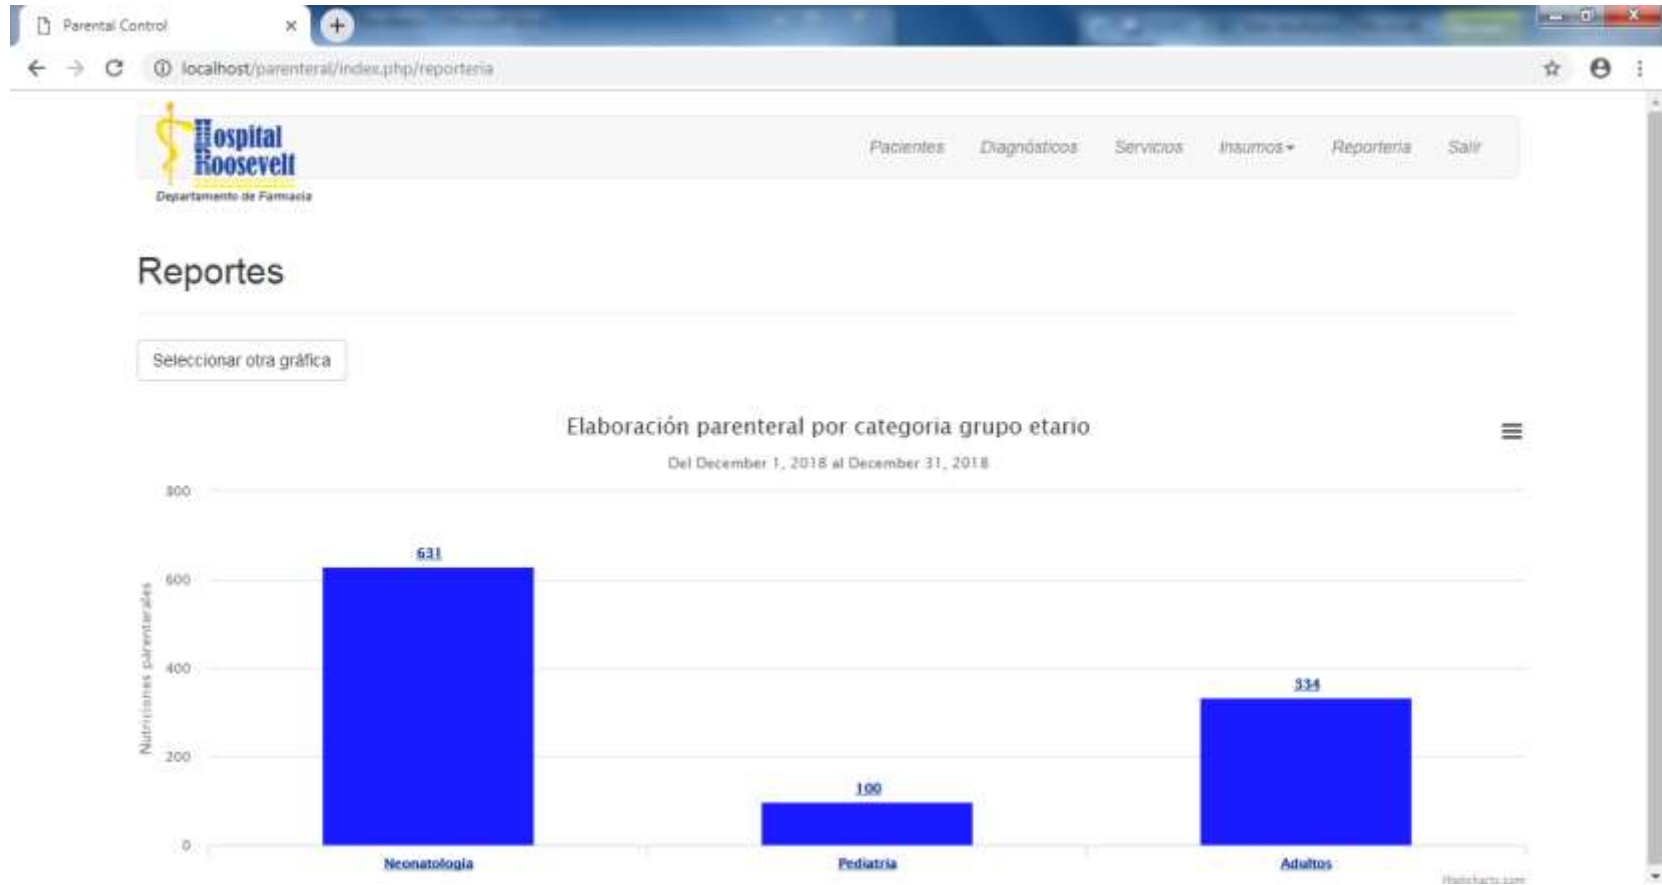 Parental Control
localhost/parenteral/index.php/reporteria
Hospital
Roosevelt
Departamento de Farmacia
Pacientes Diagnósticos Servicios Insumos Reporteria Salir
Reportes
Seleccionar otra gráfica
Elaboración parenteral por categoria grupo etario
Del December 1, 2018 al December 31, 2018
Nutriciones parenterales
800
600
400
200
0
631
100
334
Neonatologia
Pediatria
Adultos
Highcharts.com